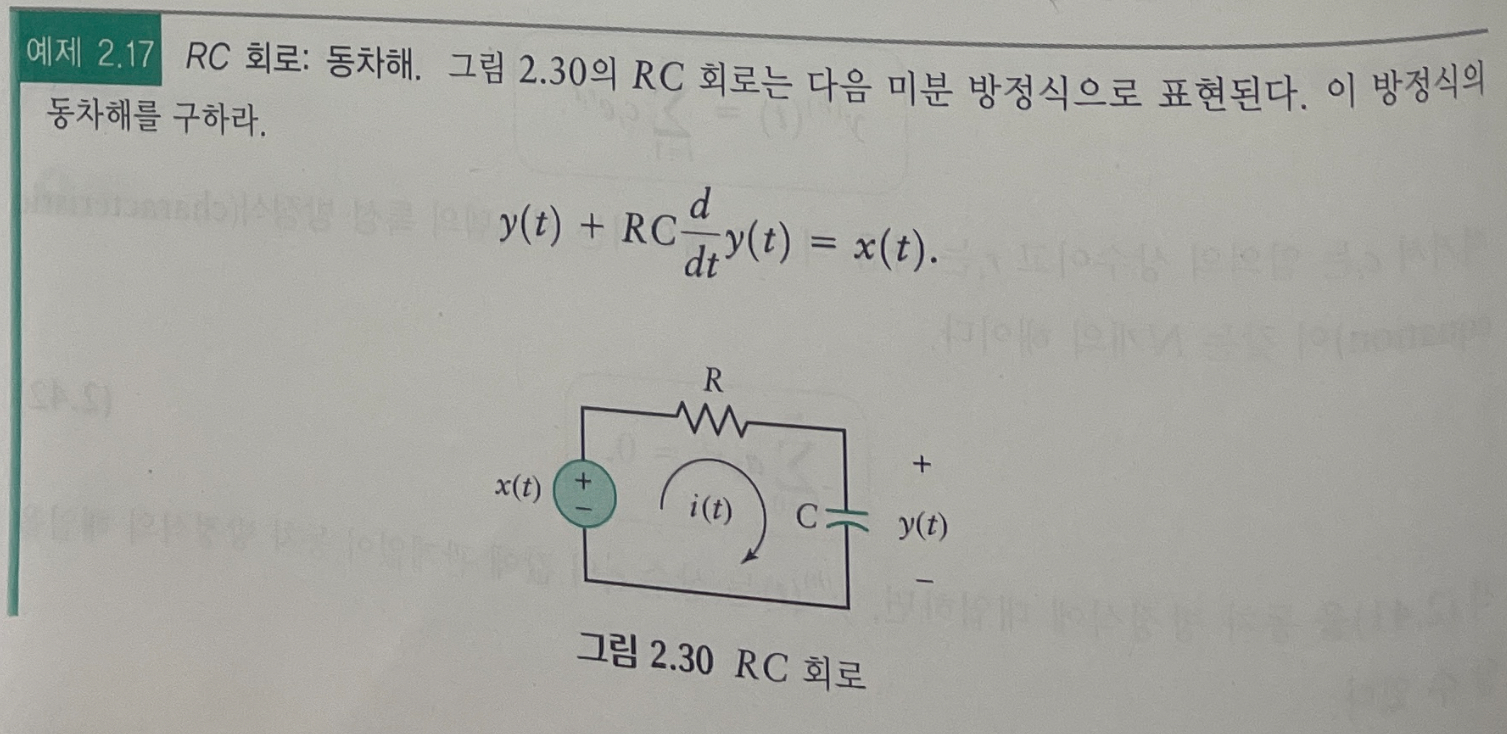 예제 2.17 RC 회로: 동차해. 그림 2.30의 RC 회로는 다음 미분 방정식으로 표현된다. 이 방정식의
동차해를 구하라.
y(t) + RC d/dt y(t) = x(t).
R
x(t) + − i(t) C + y(t) −
그림 2.30 RC 회로
(2.42)